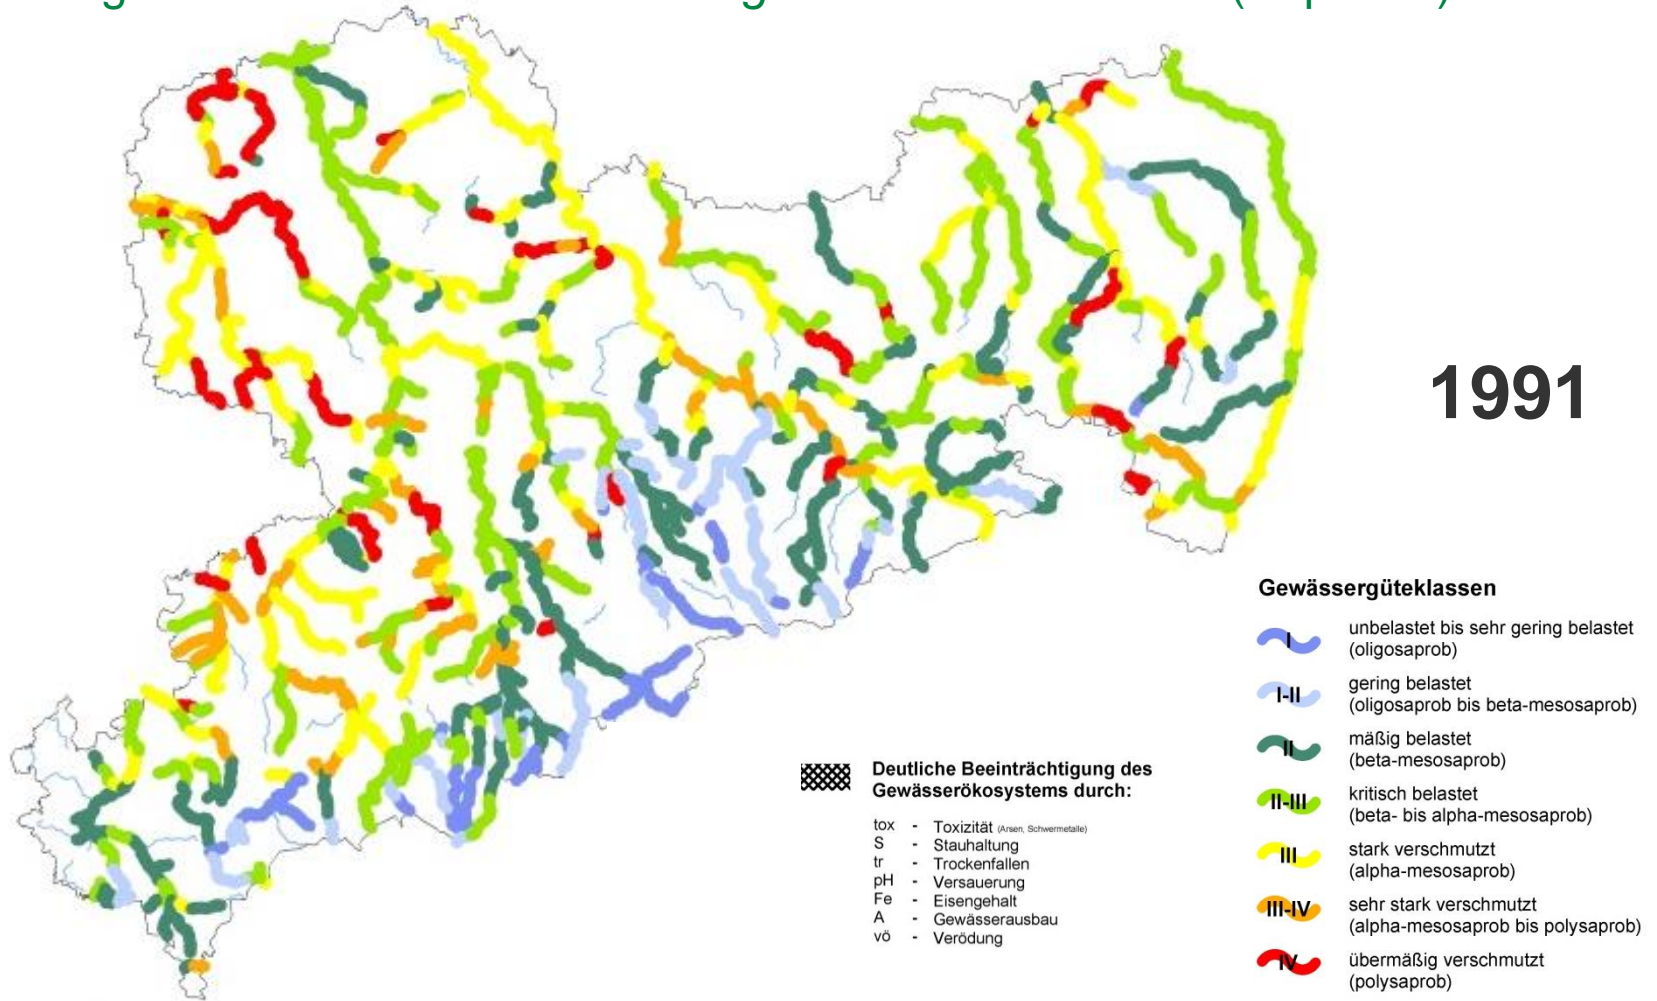 1991
Gewässergüteklassen
I
unbelastet bis sehr gering belastet
(oligosaprob)
I-II
gering belastet
(oligosaprob bis beta-mesosaprob)
II
mäßig belastet
(beta-mesosaprob)
II-III
kritisch belastet
(beta- bis alpha-mesosaprob)
III
stark verschmutzt
(alpha-mesosaprob)
III-IV
sehr stark verschmutzt
(alpha-mesosaprob bis polysaprob)
IV
übermäßig verschmutzt
(polysaprob)
Deutliche Beeinträchtigung des
Gewässerökosystems durch:
tox - Toxizität (Arsen, Schwermetalle)
S - Stauhaltung
tr - Trockenfallen
pH - Versauerung
Fe - Eisengehalt
A - Gewässerausbau
vö - Verödung